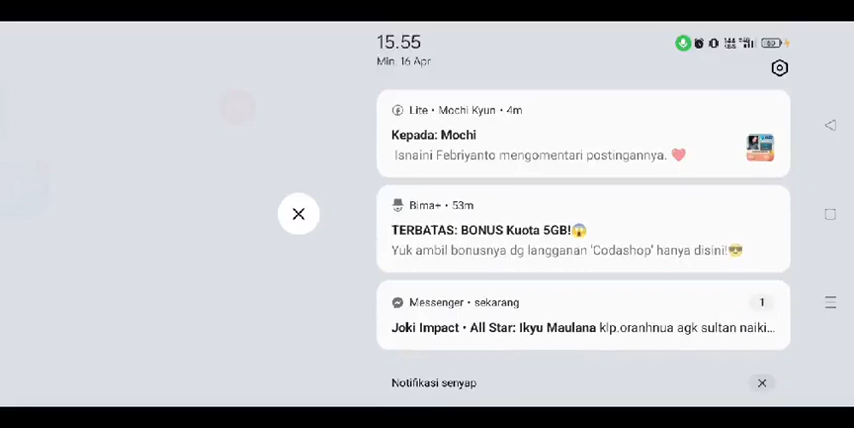 15.55
Min, 16 Apr.
Lite • Mochi Kyun • 4m
Kepada: Mochi
Isnaini Febriyanto mengomentari postingannya. ❤️
Bima+ • 53m
TERBATAS: BONUS Kuota 5GB!😱
Yuk ambil bonusnya dg langganan 'Codashop' hanya disini!😎
Messenger • sekarang
1
Joki Impact • All Star: Ikyu Maulana klp.oranhnua agk sultan naiki...
Notifikasi senyap